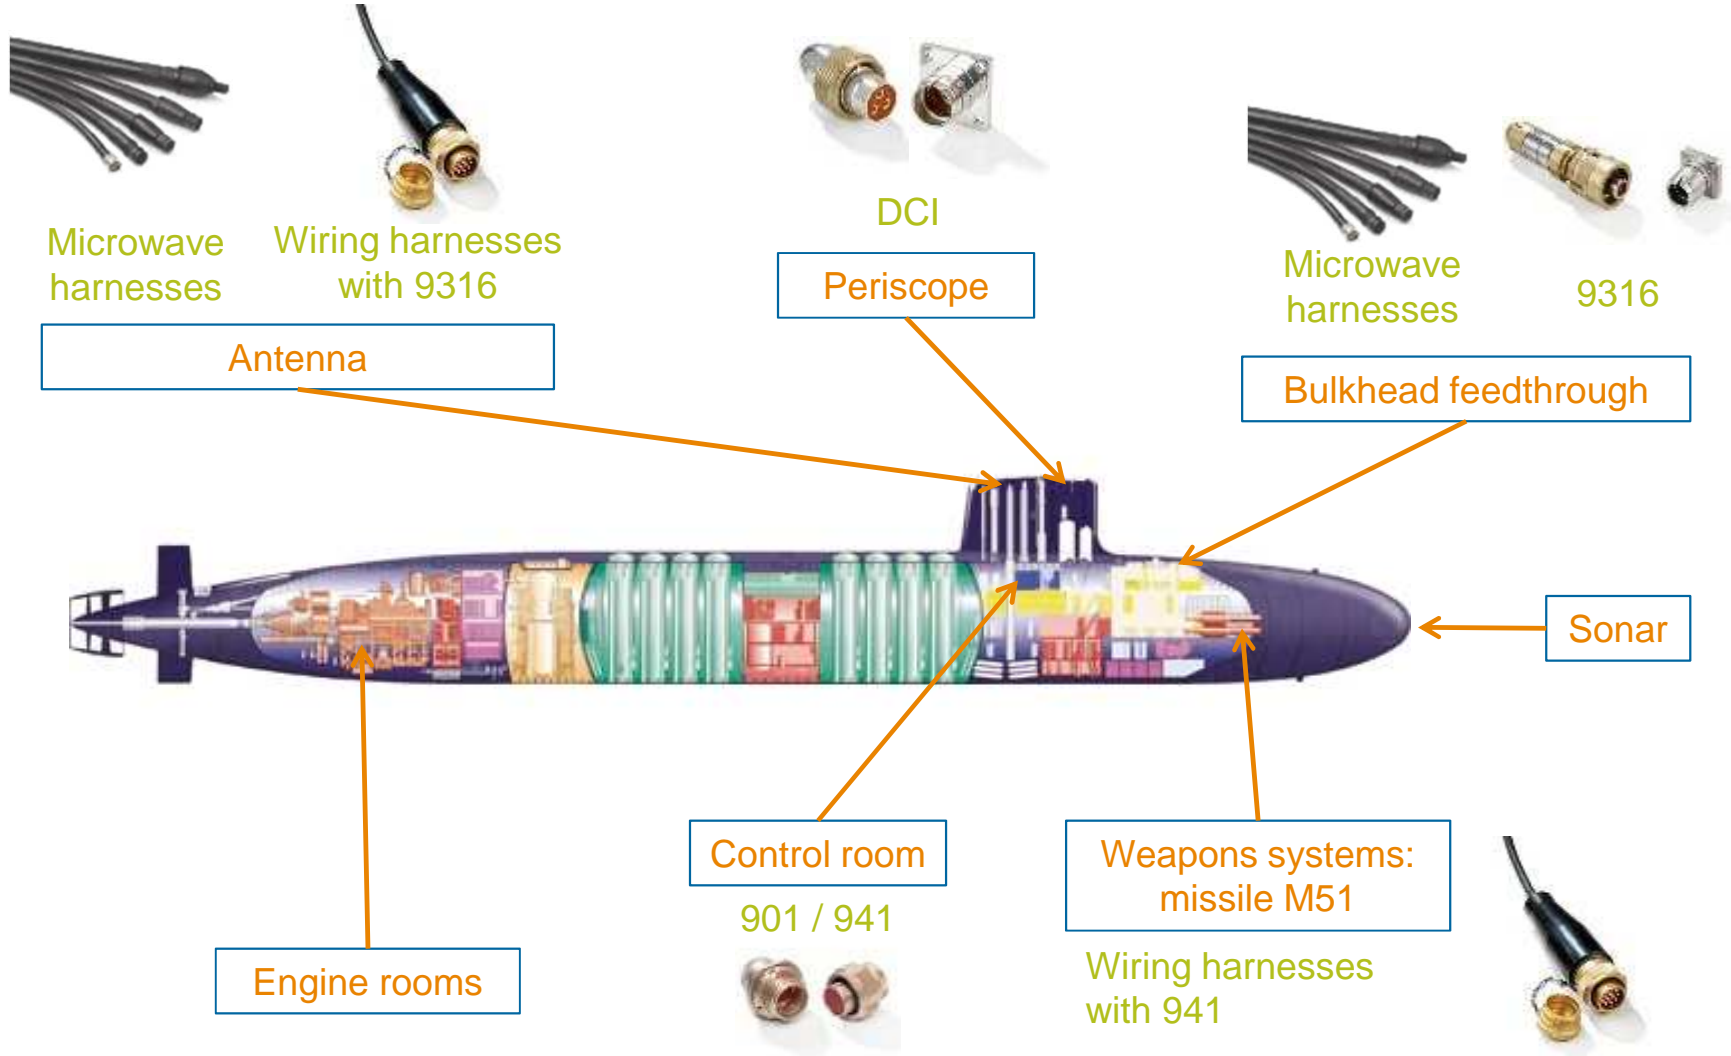 Microwave
harnesses
Wiring harnesses
with 9316
Antenna
DCI
Periscope
Microwave
harnesses
9316
Bulkhead feedthrough
Sonar
Control room
901 / 941
Weapons systems:
missile M51
Wiring harnesses
with 941
Engine rooms